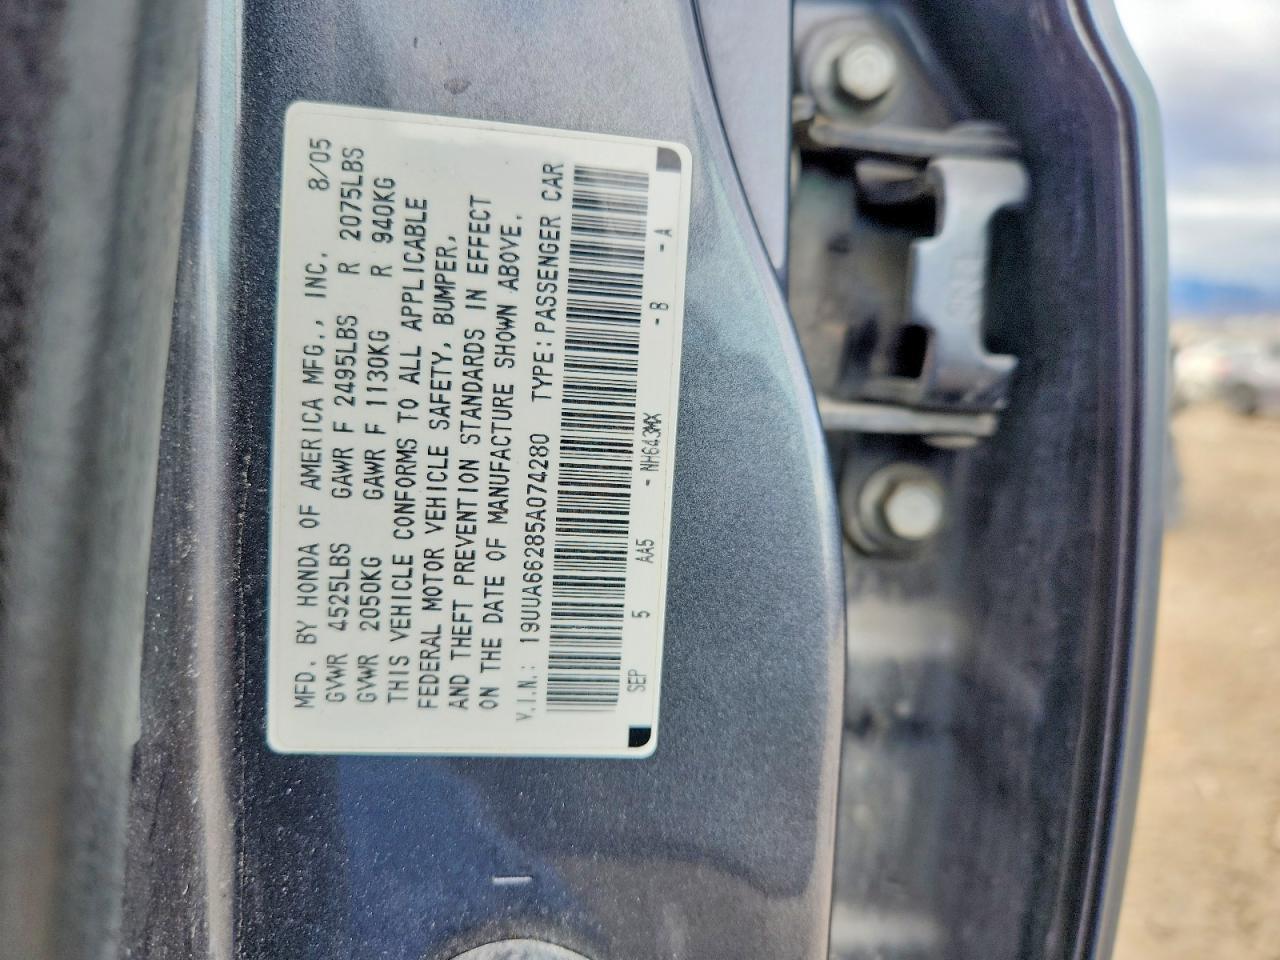 MFD. BY HONDA OF AMERICA MFG., INC. 8/05
GVWR 4525LBS GAWR F 2495LBS R 2075LBS
GVWR 2050KG GAWR F 1130KG R 940KG
THIS VEHICLE CONFORMS TO ALL APPLICABLE
FEDERAL MOTOR VEHICLE SAFETY, BUMPER,
AND THEFT PREVENTION STANDARDS IN EFFECT
ON THE DATE OF MANUFACTURE SHOWN ABOVE.
V.I.N.: 19UUA66285A074280 TYPE:PASSENGER CAR
SEP 5 AA5 - NH643MX - B - A